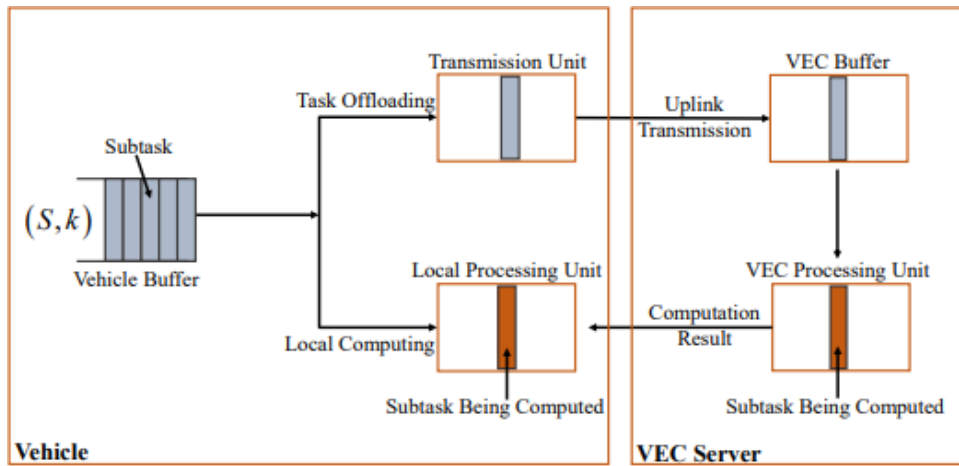 Transmission Unit
VEC Buffer
Task Offloading
Uplink
Transmission
Subtask
(S,k)
Vehicle Buffer
Local Processing Unit
VEC Processing Unit
Computation
Result
Local Computing
Subtask Being Computed
Subtask Being Computed
Vehicle
VEC Server